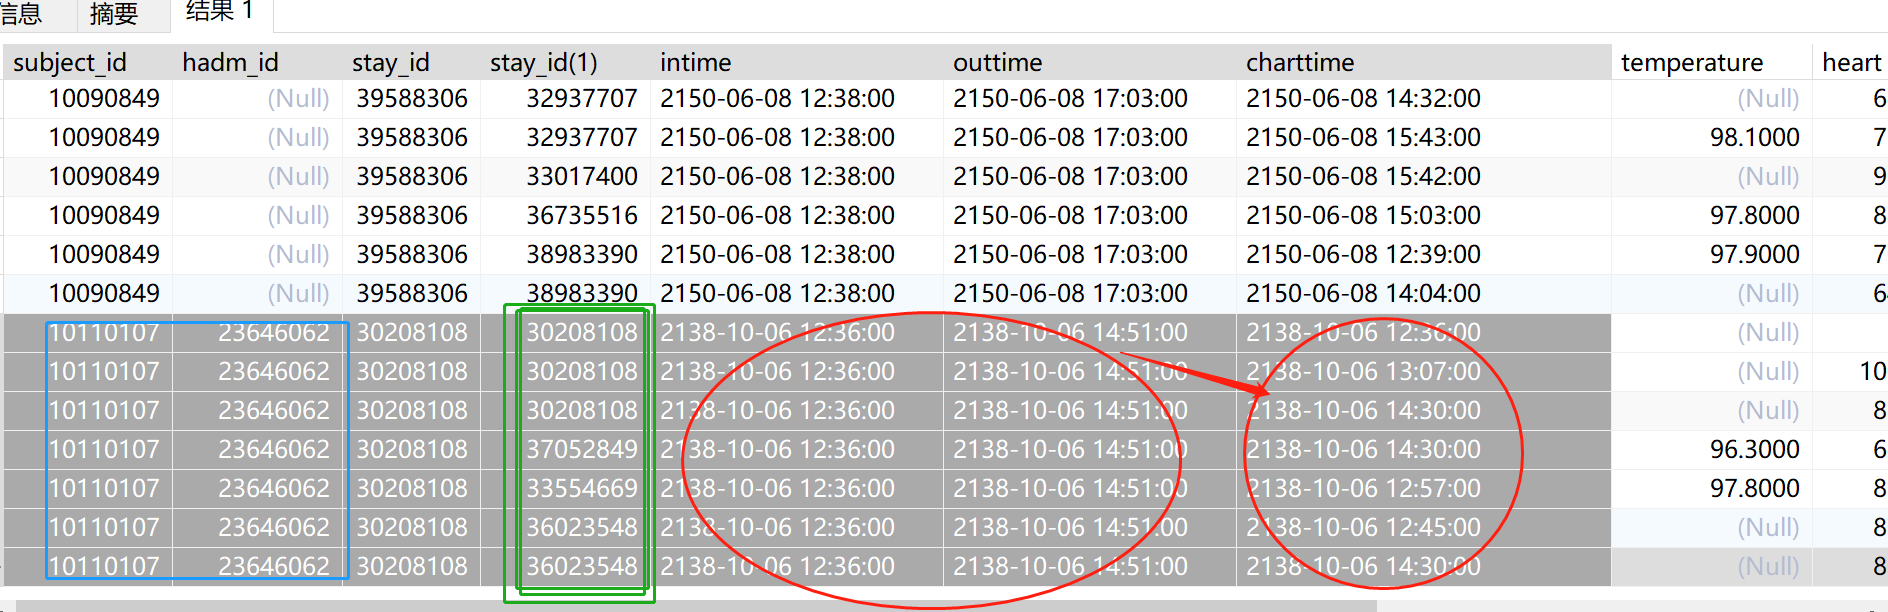 信息 摘要 结果 1
subject_id hadm_id stay_id stay_id(1) intime outtime charttime temperature heart
10090849 (Null) 39588306 32937707 2150-06-08 12:38:00 2150-06-08 17:03:00 2150-06-08 14:32:00 (Null) 6
10090849 (Null) 39588306 32937707 2150-06-08 12:38:00 2150-06-08 17:03:00 2150-06-08 15:43:00 98.1000 7
10090849 (Null) 39588306 33017400 2150-06-08 12:38:00 2150-06-08 17:03:00 2150-06-08 15:42:00 (Null) 9
10090849 (Null) 39588306 36735516 2150-06-08 12:38:00 2150-06-08 17:03:00 2150-06-08 15:03:00 97.8000 8
10090849 (Null) 39588306 38983390 2150-06-08 12:38:00 2150-06-08 17:03:00 2150-06-08 12:39:00 97.9000 7
10090849 (Null) 39588306 38983390 2150-06-08 12:38:00 2150-06-08 17:03:00 2150-06-08 14:04:00 (Null) 6
10110107 23646062 30208108 30208108 2138-10-06 12:36:00 2138-10-06 14:51:00 2138-10-06 12:36:00 (Null)
10110107 23646062 30208108 30208108 2138-10-06 12:36:00 2138-10-06 14:51:00 2138-10-06 13:07:00 (Null) 10
10110107 23646062 30208108 30208108 2138-10-06 12:36:00 2138-10-06 14:51:00 2138-10-06 14:30:00 (Null) 8
10110107 23646062 30208108 37052849 2138-10-06 12:36:00 2138-10-06 14:51:00 2138-10-06 14:30:00 96.3000 6
10110107 23646062 30208108 33554669 2138-10-06 12:36:00 2138-10-06 14:51:00 2138-10-06 12:57:00 97.8000 8
10110107 23646062 30208108 36023548 2138-10-06 12:36:00 2138-10-06 14:51:00 2138-10-06 12:45:00 (Null) 8
10110107 23646062 30208108 36023548 2138-10-06 12:36:00 2138-10-06 14:51:00 2138-10-06 14:30:00 (Null) 8